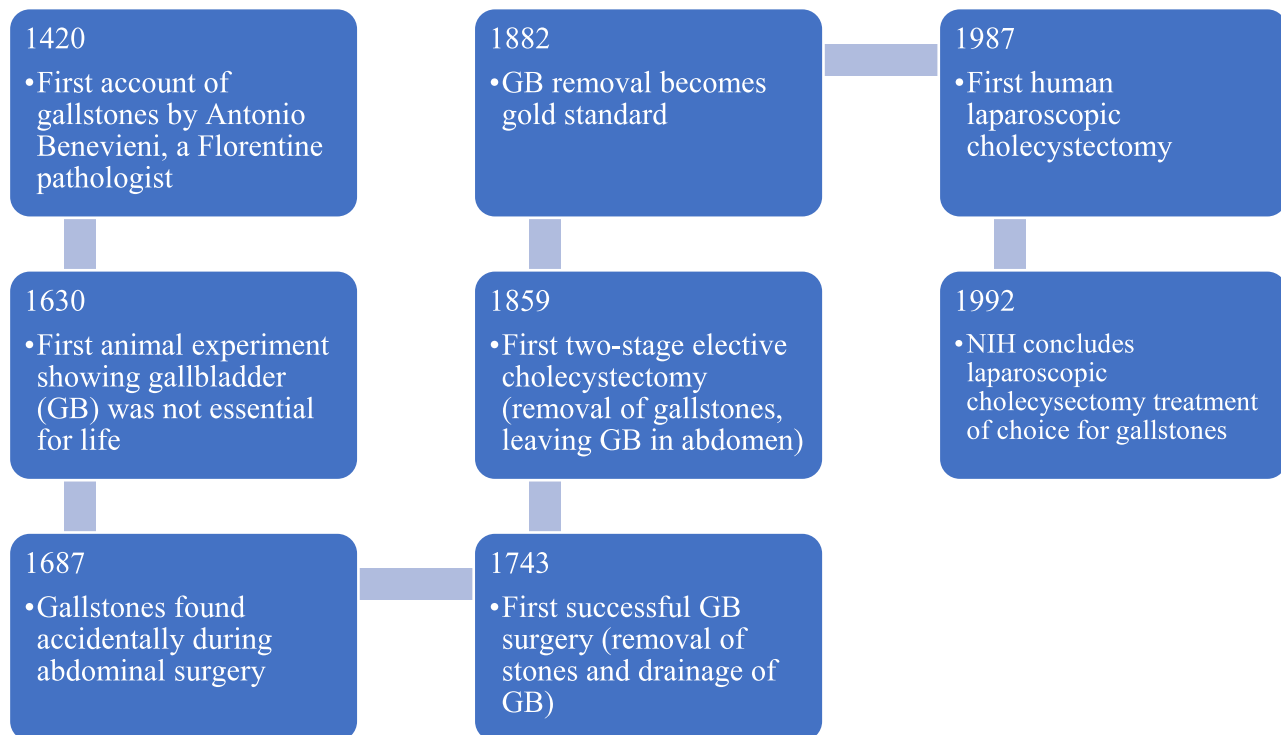 1420
•First account of
gallstones by Antonio
Benevieni, a Florentine
pathologist
1630
•First animal experiment
showing gallbladder
(GB) was not essential
for life
1687
•Gallstones found
accidentally during
abdominal surgery
1743
•First successful GB
surgery (removal of
stones and drainage of
GB)
1859
•First two-stage elective
cholecystectomy
(removal of gallstones,
leaving GB in abdomen)
1882
•GB removal becomes
gold standard
1987
•First human
laparoscopic
cholecystectomy
1992
•NIH concludes
laparoscopic
cholecysectomy treatment
of choice for gallstones